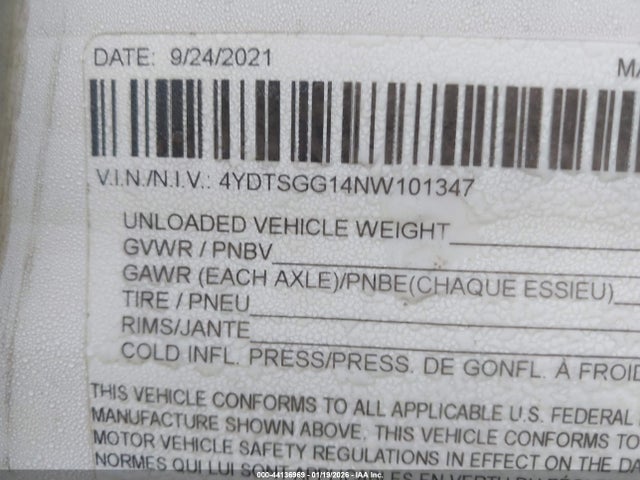 DATE: 9/24/2021
V.I.N./N.I.V.: 4YDTSGG14NW101347
UNLOADED VEHICLE WEIGHT
GVWR / PNBV
GAWR (EACH AXLE)/PNBE(CHAQUE ESSIEU)
TIRE / PNEU
RIMS/JANTE
COLD INFL. PRESS/PRESS. DE GONFL. À FROID
THIS VEHICLE CONFORMS TO ALL APPLICABLE U.S. FEDERAL
MANUFACTURE SHOWN ABOVE, THIS VEHICLE CONFORMS TO
MOTOR VEHICLE SAFETY REGULATIONS IN EFFECT ON THE DA
NORMES QUI LUI SONT
000-44136969 - 01/19/2026 - IAA Inc.